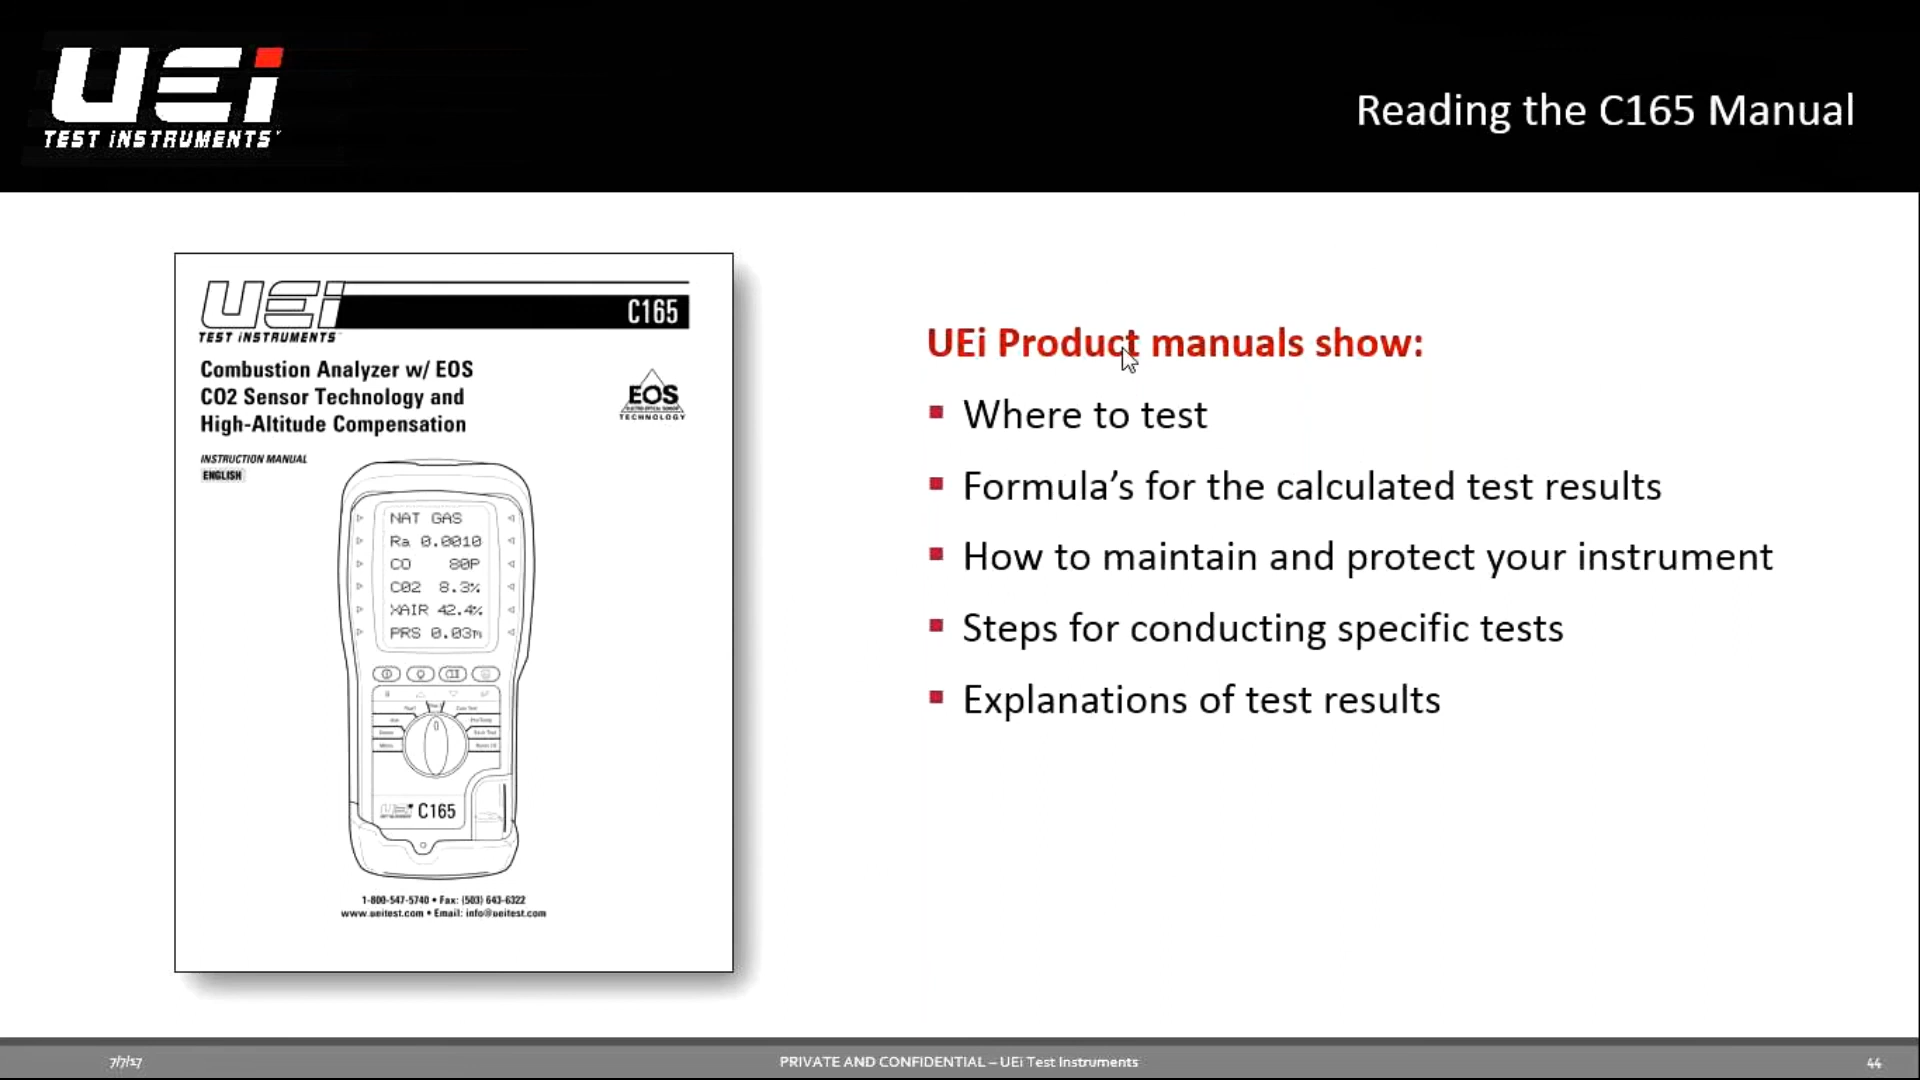 UEi
TEST iNSTRUMENTS
Reading the C165 Manual
UEi
TEST iNSTRUMENTS
C165
Combustion Analyzer w/ EOS
CO2 Sensor Technology and
High-Altitude Compensation
EOS
TECHNOLOGY
INSTRUCTION MANUAL
ENGLISH
NAT GAS
Ra 0.0010
CO 80P
CO2 8.3%
XAIR 42.4%
PRS 0.03m
UEi C165
1-800-547-5740 • Fax: (503) 643-6322
www.ueitest.com • Email: info@ueitest.com
UEi Product manuals show:
Where to test
Formula’s for the calculated test results
How to maintain and protect your instrument
Steps for conducting specific tests
Explanations of test results
7/7/17
PRIVATE AND CONFIDENTIAL – UEi Test Instruments
44